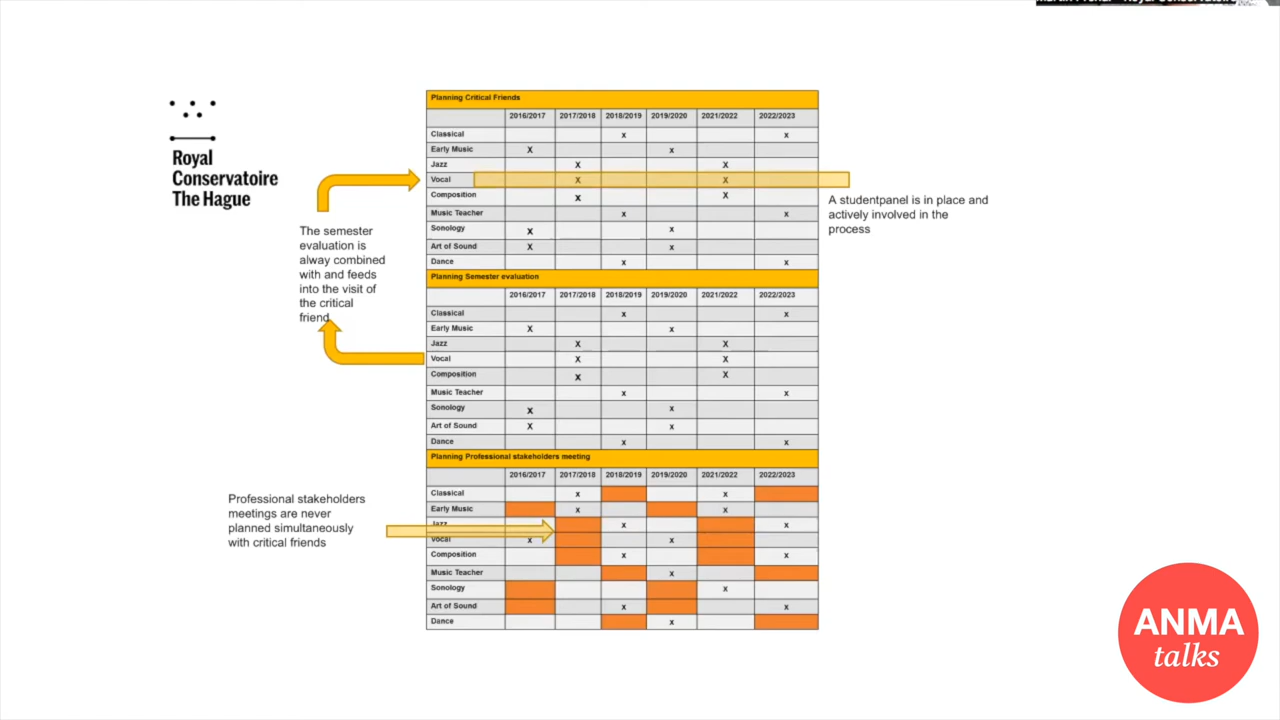 Royal Conservatoire
Royal
Conservatoire
The Hague
The semester
evaluation is
alway combined
with and feeds
into the visit of
the critical
friend
Professional stakeholders
meetings are never
planned simultaneously
with critical friends
Planning Critical Friends
2016/2017 2017/2018 2018/2019 2019/2020 2021/2022 2022/2023
Classical x x
Early Music X x
Jazz X X
Vocal X X
Composition x X
Music Teacher x x
Sonology x x
Art of Sound X x
Dance x x
Planning Semester evaluation
2016/2017 2017/2018 2018/2019 2019/2020 2021/2022 2022/2023
Classical x x
Early Music X x
Jazz X X
Vocal X X
Composition x X
Music Teacher x x
Sonology x x
Art of Sound X x
Dance x x
Planning Professional stakeholders meeting
2016/2017 2017/2018 2018/2019 2019/2020 2021/2022 2022/2023
Classical x x
Early Music x x
Jazz x x
Vocal x x
Composition x x
Music Teacher x
Sonology x
Art of Sound x x
Dance x
A studentpanel is in place and
actively involved in the
process
ANMA
talks